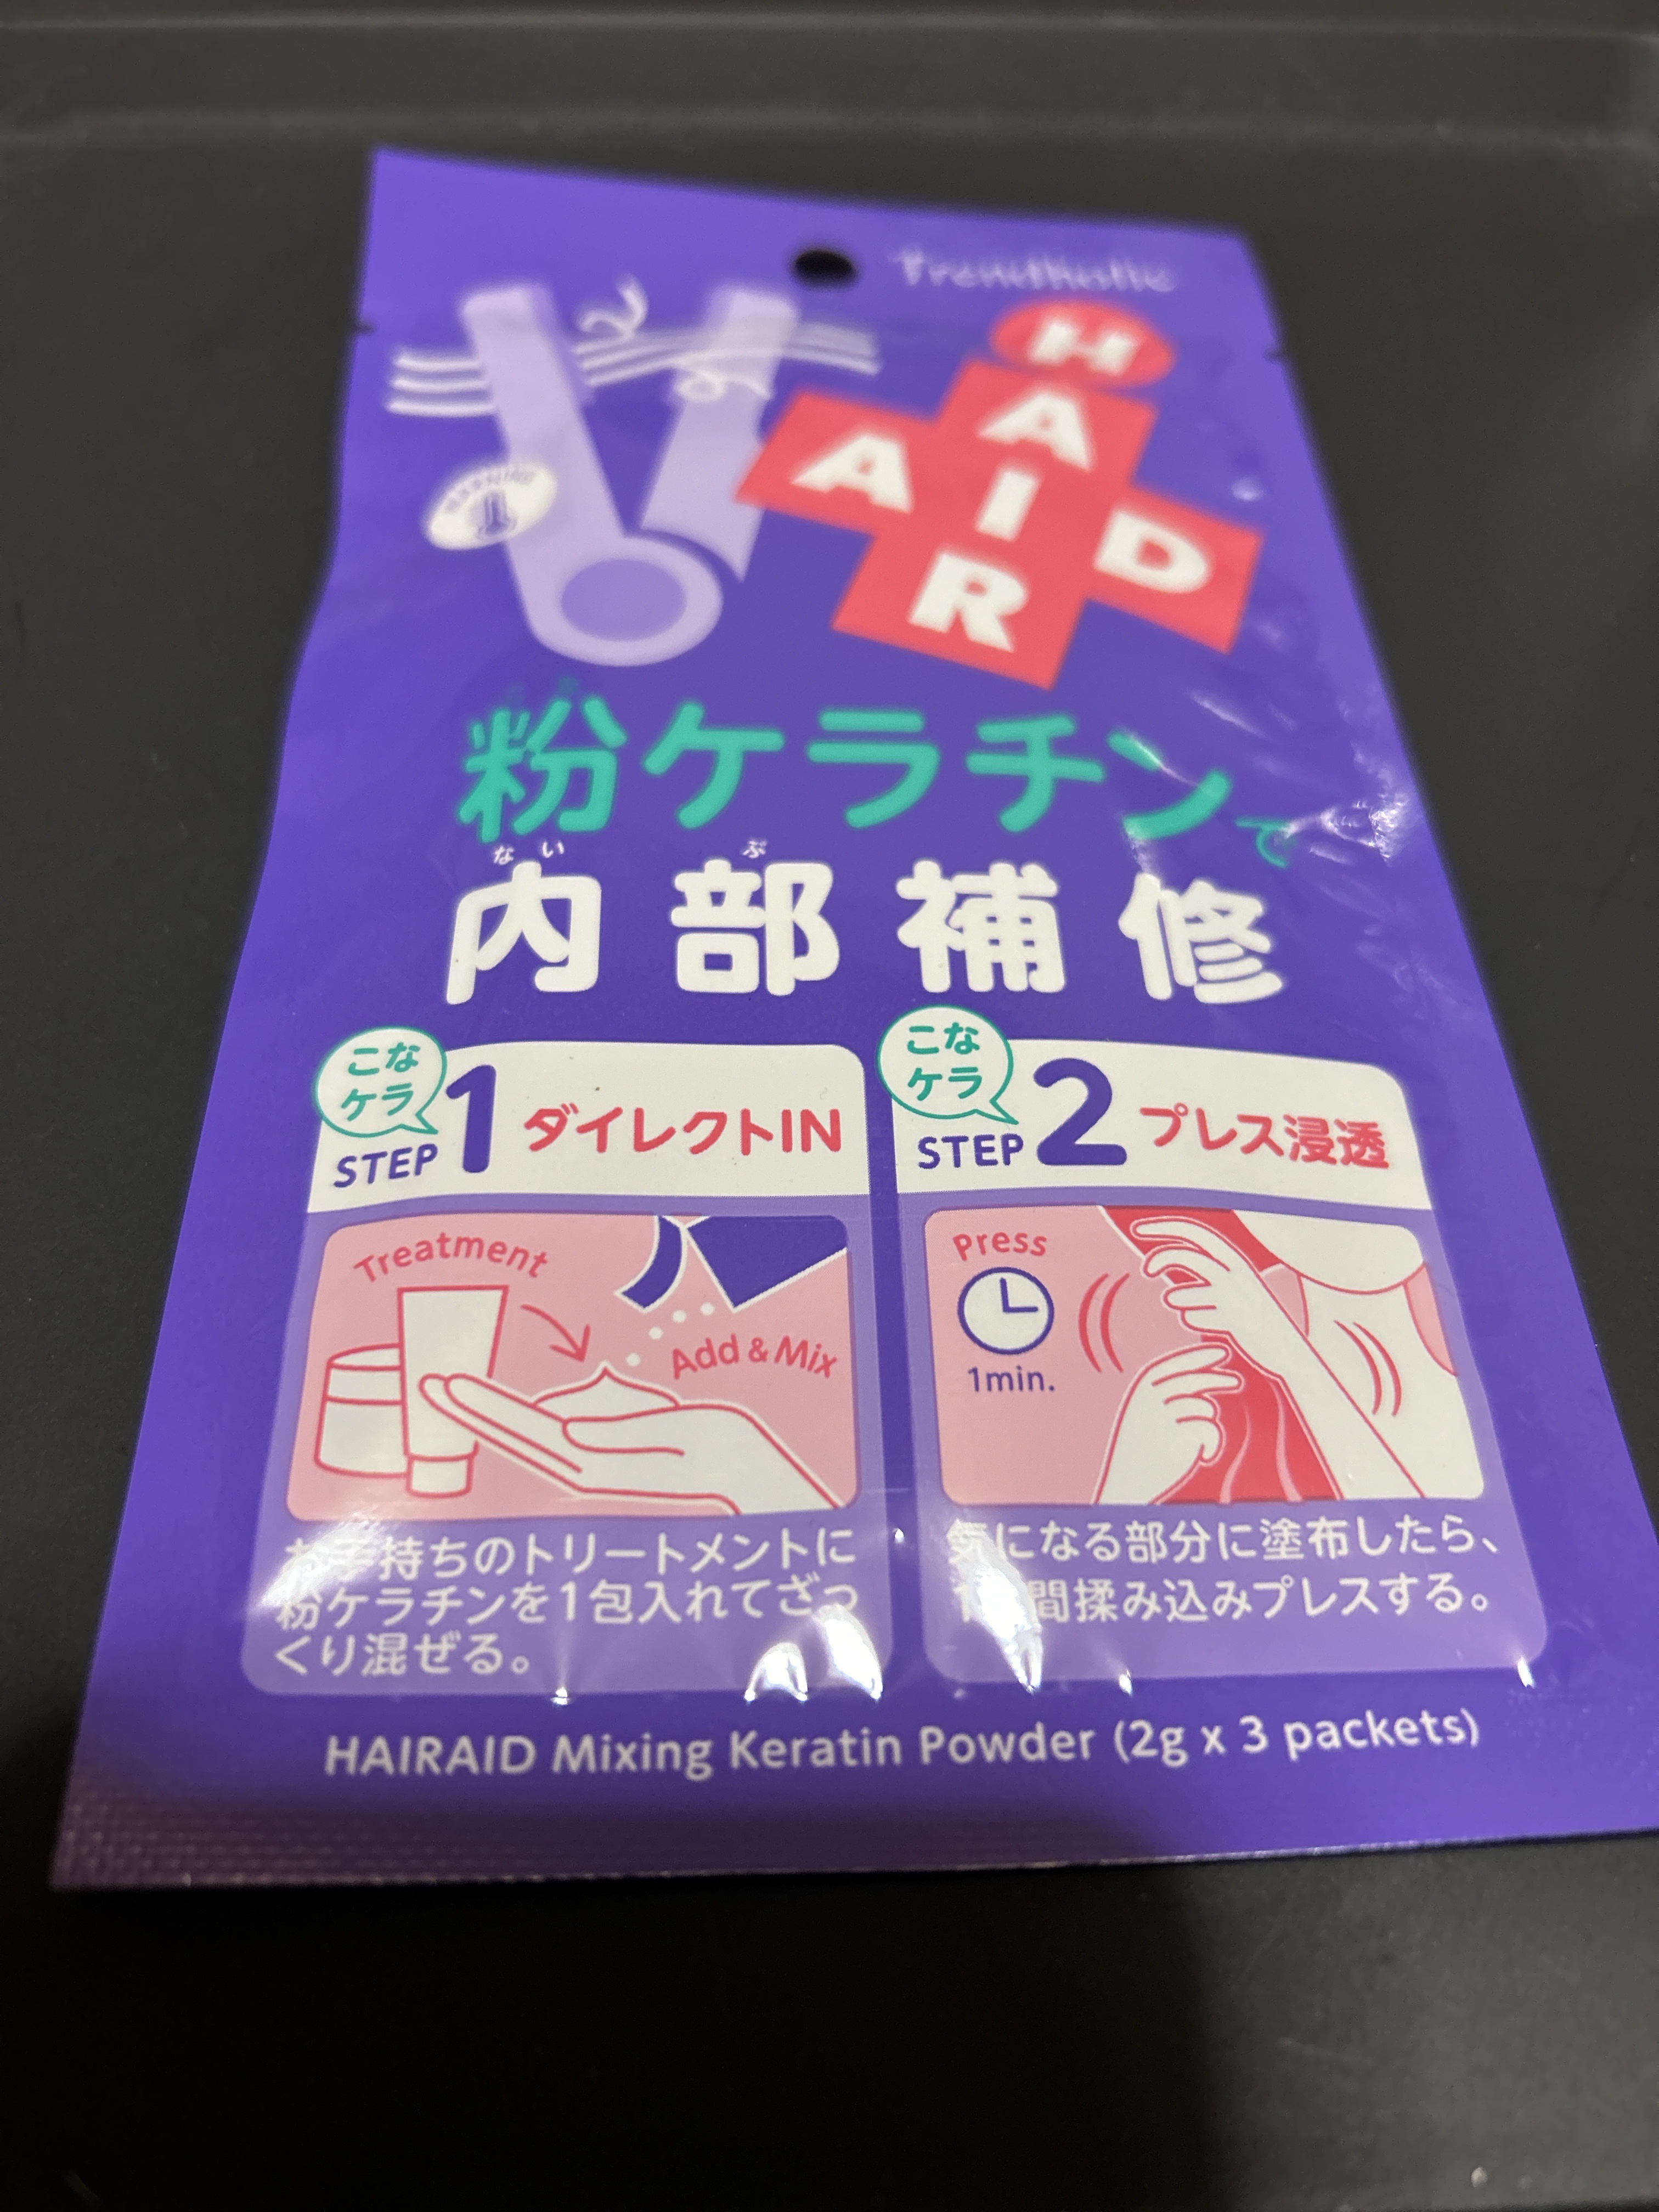 Trendholic
HAIR
AID
WARNING
粉ケラチンで
ないぶ
内部補修
こな
ケラ
STEP 1 ダイレクトIN
Treatment
Add & Mix
お手持ちのトリートメントに
粉ケラチンを1包入れてざっ
くり混ぜる。
こな
ケラ
STEP 2 プレス浸透
Press
1min.
気になる部分に塗布したら、
間揉み込みプレスする。
HAIRAID Mixing Keratin Powder (2g x 3 packets)